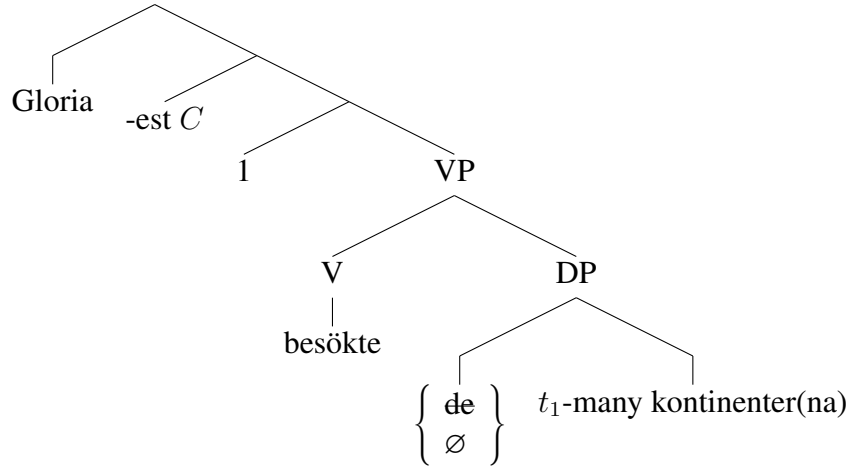 Gloria
-est C
1
VP
V
DP
besökte
de
∅
t₁-many kontinenter(na)